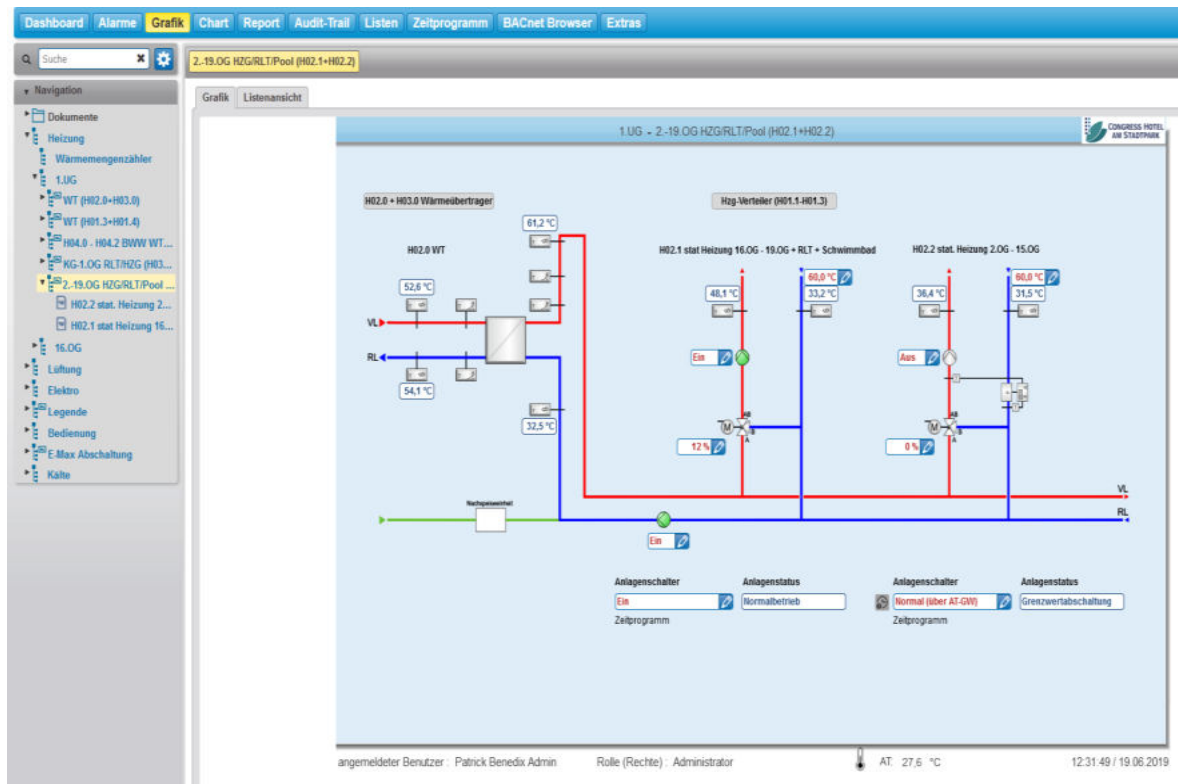 Dashboard Alarme Grafik Chart Report Audit-Trail Listen Zeitprogramm BACnet Browser Extras
Suche
2.-19.OG HZG/RLT/Pool (H02.1+H02.2)
Navigation
Dokumente
Heizung
Wärmemengenzähler
1.UG
WT (H02.0+H03.0)
WT (H01.3+H01.4)
H04.0 - H04.2 BWW WT...
KG-1.OG RLT/HZG (H03...
2.-19.OG HZG/RLT/Pool ...
H02.2 stat. Heizung 2...
H02.1 stat Heizung 16...
16.OG
Lüftung
Elektro
Legende
Bedienung
E-Max Abschaltung
Kälte
Grafik Listenansicht
1.UG - 2.-19.OG HZG/RLT/Pool (H02.1+H02.2)
CONGRESS HOTEL
AM STADTPARK
H02.0 + H03.0 Wärmeübertrager
Hzg-Verteiler (H01.1-H01.3)
61,2 °C
H02.0 WT
H02.1 stat Heizung 16.OG - 19.OG + RLT + Schwimmbad
H02.2 stat. Heizung 2.OG - 15.OG
60,0 °C
60,0 °C
52,6 °C
48,1 °C
33,2 °C
36,4 °C
31,5 °C
VL
RL
Ein
Aus
54,1 °C
32,5 °C
AB
B
M
A
AB
B
M
A
12 %
0 %
VL
RL
Nachspeiseeinheit
Ein
Anlagenschalter Anlagenstatus
Ein
Normalbetrieb
Zeitprogramm
Anlagenschalter Anlagenstatus
Normal (über AT-GW)
Grenzwertabschaltung
Zeitprogramm
angemeldeter Benutzer : Patrick Benedix Admin
Rolle (Rechte) : Administrator
AT: 27,6 °C
12:31:49 / 19.06.2019